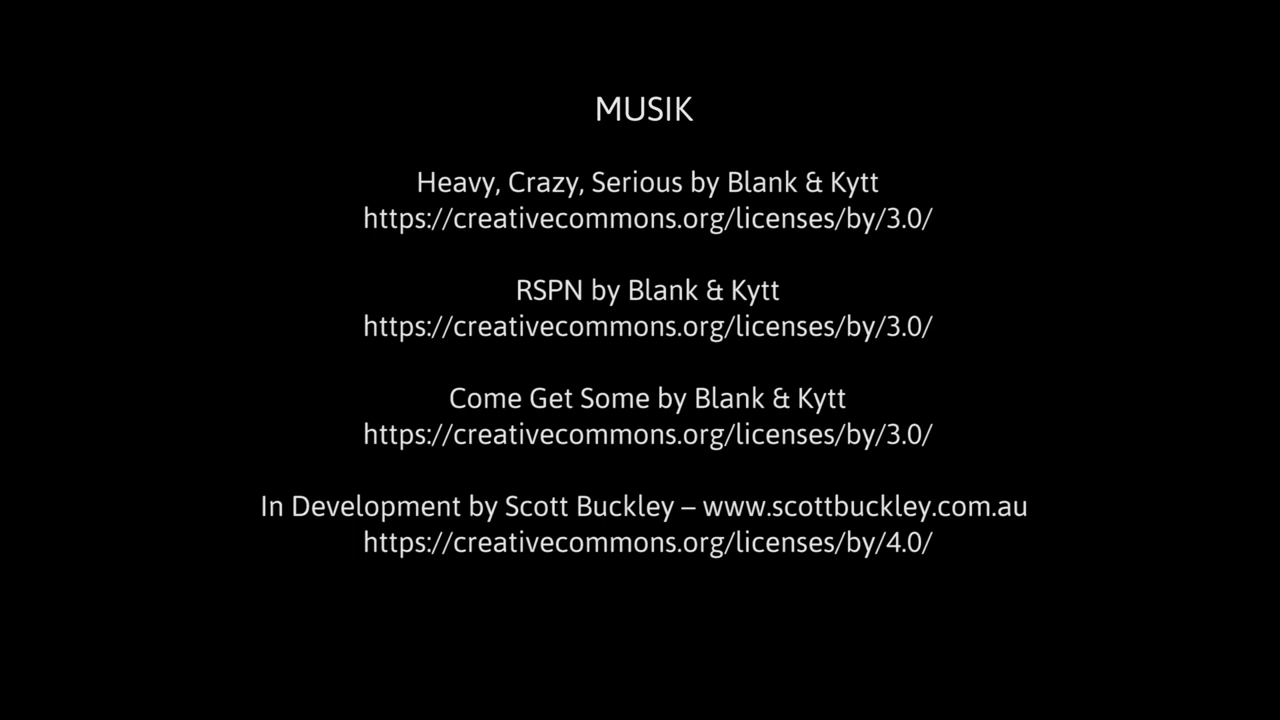 MUSIK
Heavy, Crazy, Serious by Blank & Kytt
https://creativecommons.org/licenses/by/3.0/
RSPN by Blank & Kytt
https://creativecommons.org/licenses/by/3.0/
Come Get Some by Blank & Kytt
https://creativecommons.org/licenses/by/3.0/
In Development by Scott Buckley – www.scottbuckley.com.au
https://creativecommons.org/licenses/by/4.0/